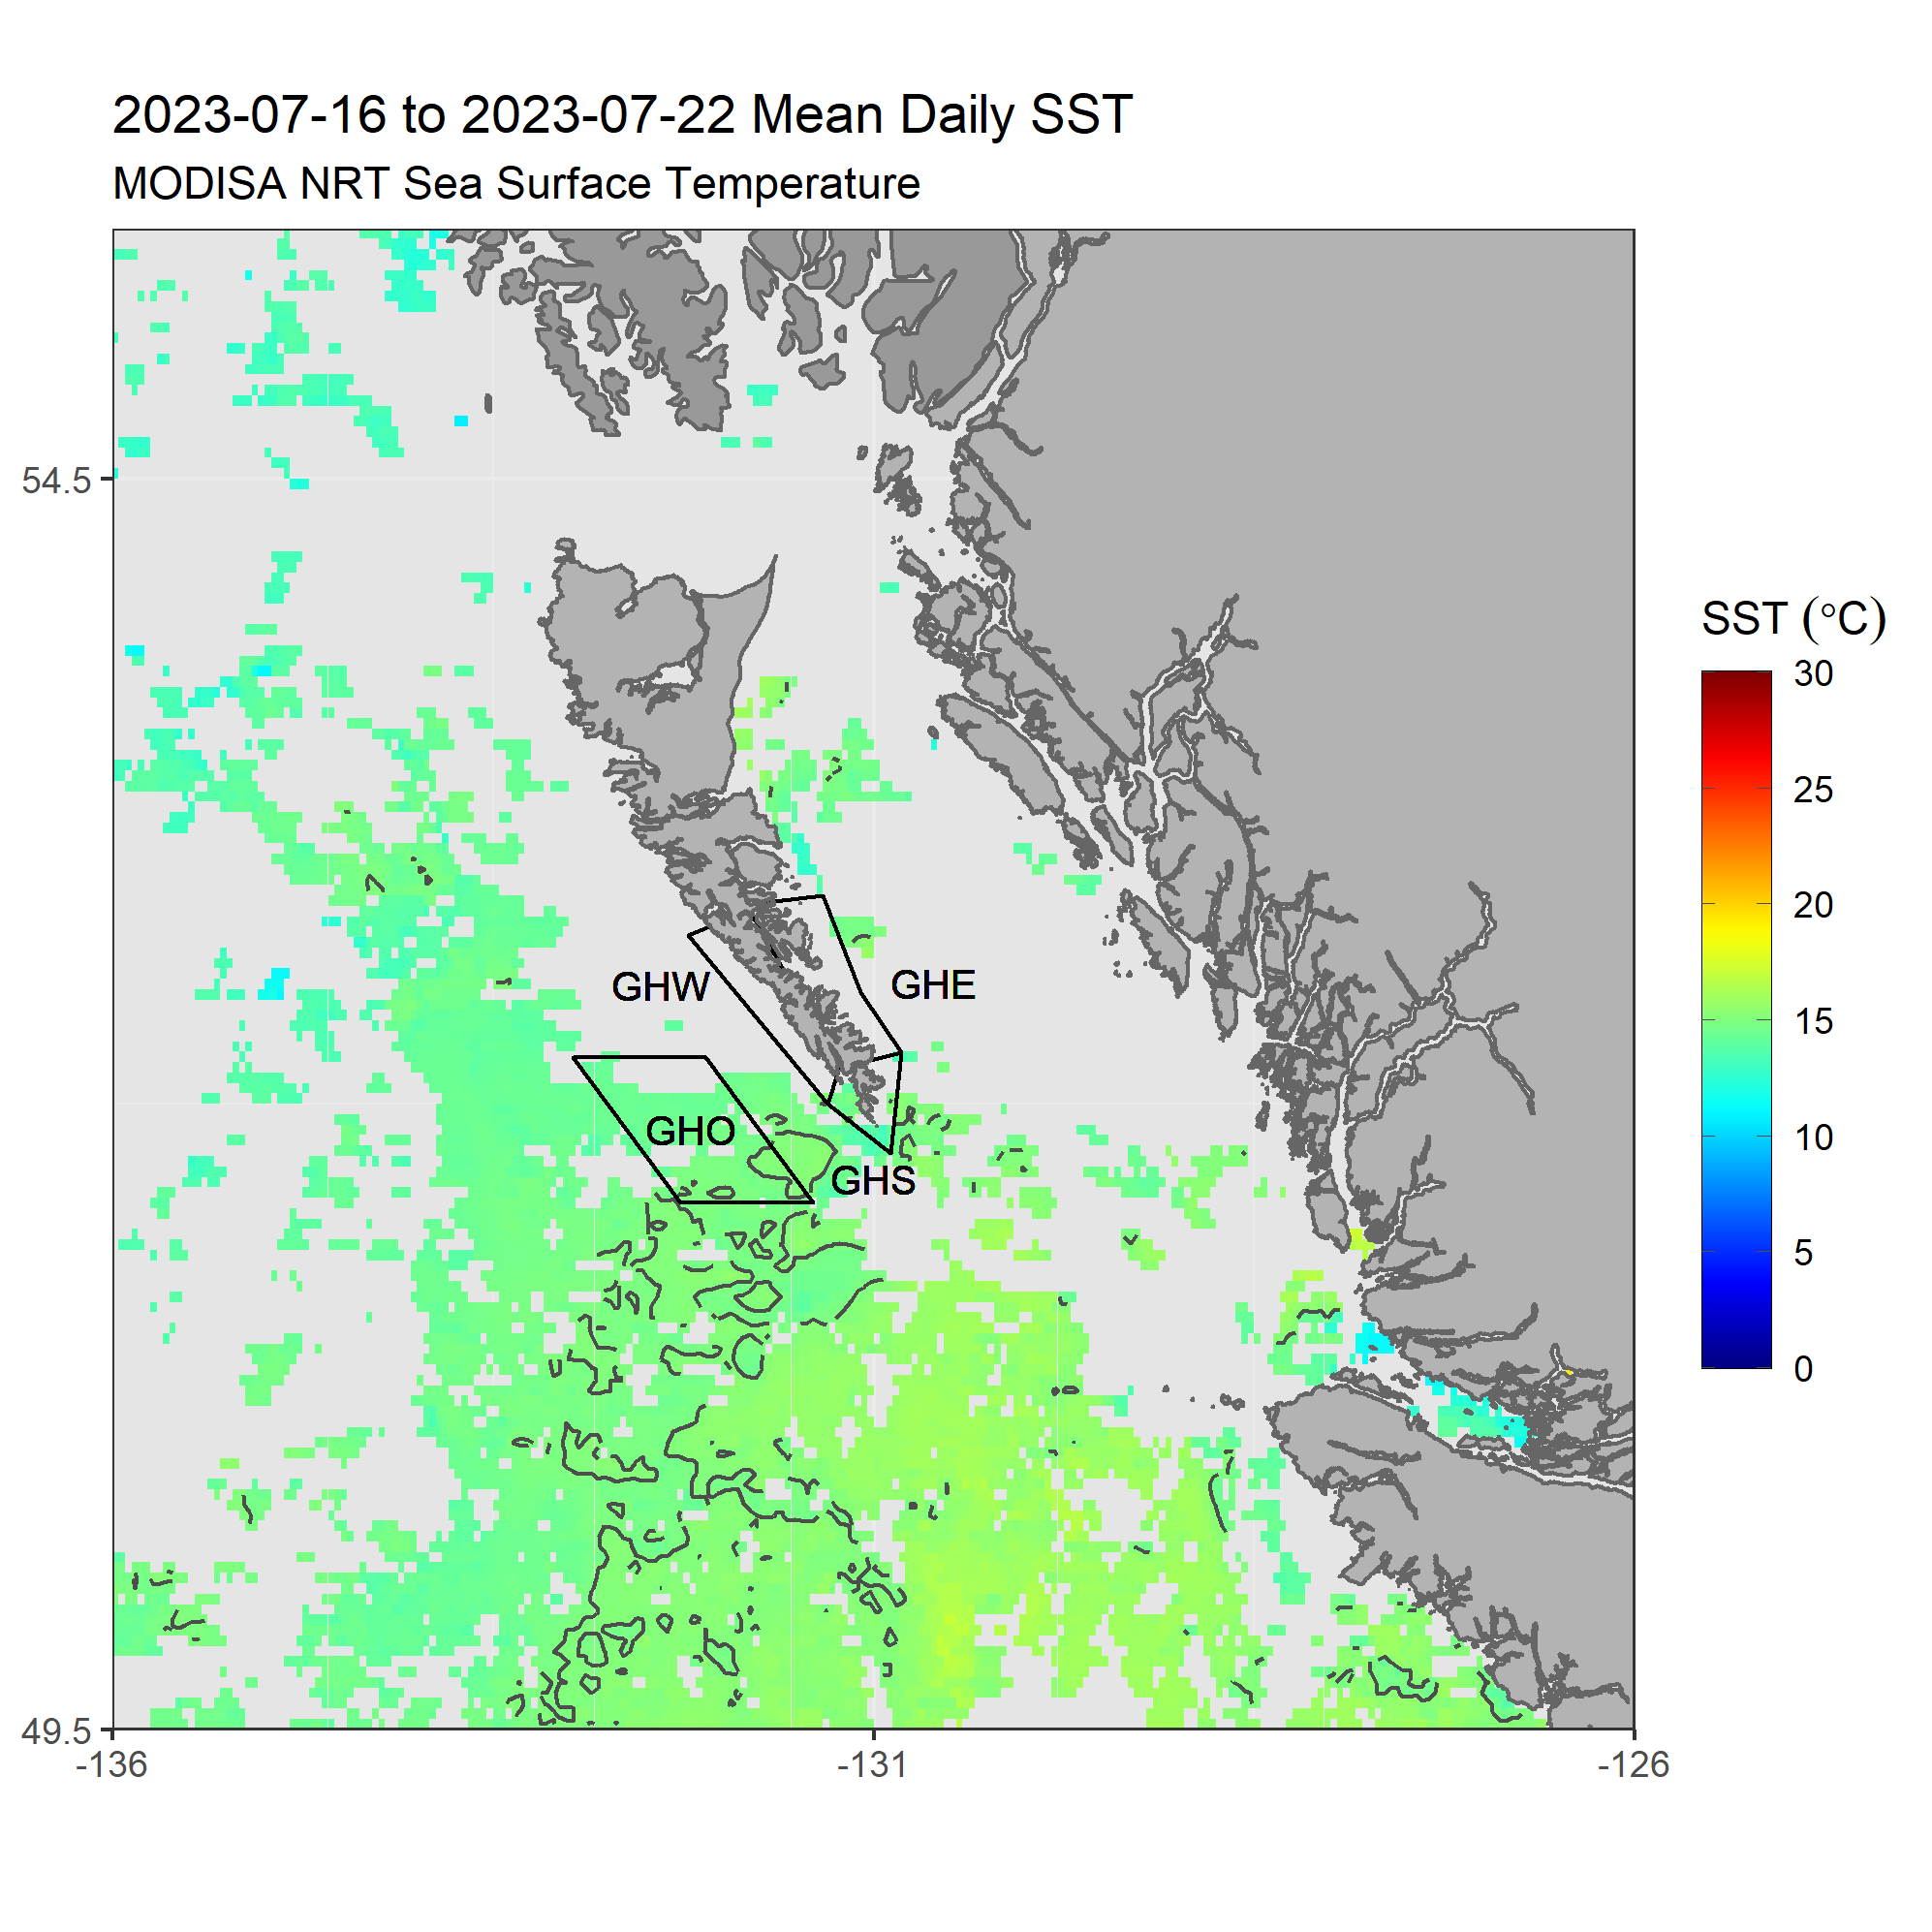 2023-07-16 to 2023-07-22 Mean Daily SST
MODISA NRT Sea Surface Temperature
54.5
49.5
-136
-131
-126
GHW
GHE
GHO
GHS
SST (°C)
30
25
20
15
10
5
0